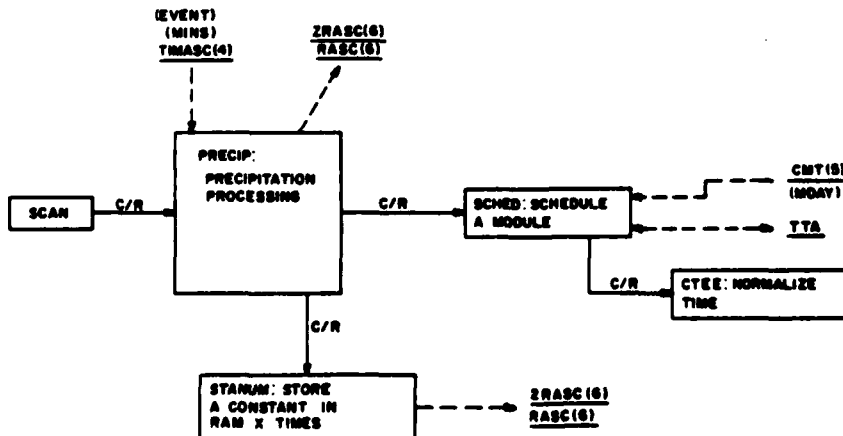 (EVENT)
(MINS)
TIMASC(4)
ZRASC(6)
RASC(6)
PRECIP:
PRECIPITATION
PROCESSING
SCAN
C/R
C/R
SCHED: SCHEDULE
A MODULE
CMT(5)
(MDAY)
TTA
C/R
CTEE: NORMALIZE
TIME
C/R
STANUM: STORE
A CONSTANT IN
RAM X TIMES
ZRASC(6)
RASC(6)